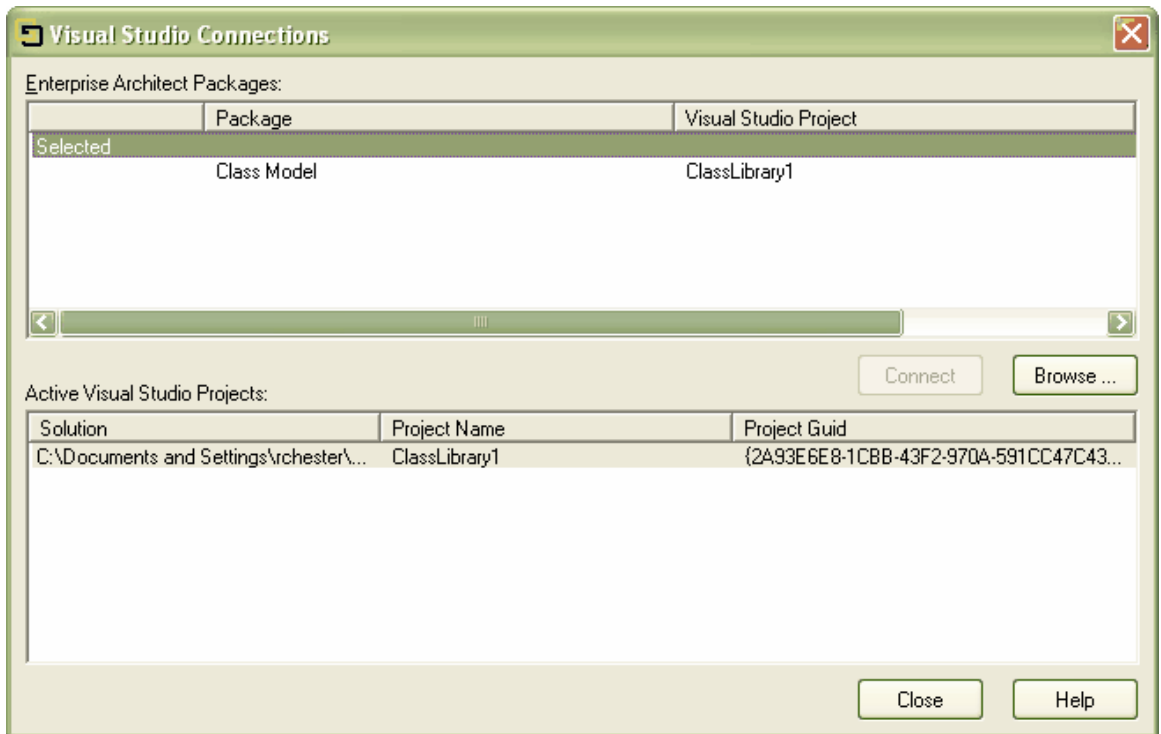 Visual Studio Connections
Enterprise Architect Packages:
Package Visual Studio Project
Selected
Class Model ClassLibrary1
Connect Browse ...
Active Visual Studio Projects:
Solution Project Name Project Guid
C:\Documents and Settings\rchester\... ClassLibrary1 {2A93E6E8-1CBB-43F2-970A-591CC47C43...
Close Help